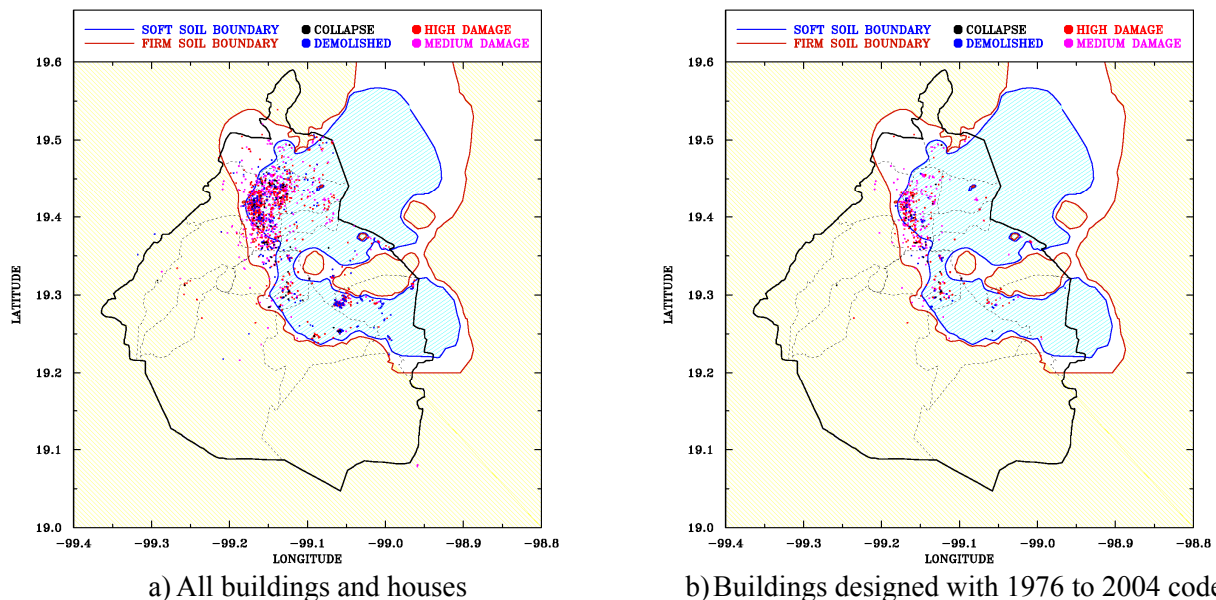 SOFT SOIL BOUNDARY COLLAPSE HIGH DAMAGE
FIRM SOIL BOUNDARY DEMOLISHED MEDIUM DAMAGE
19.6
19.5
19.4
19.3
19.2
19.1
19.0
LATITUDE
−99.4 −99.3 −99.2 −99.1 −99.0 −98.9 −98.8
LONGITUDE
a) All buildings and houses
SOFT SOIL BOUNDARY COLLAPSE HIGH DAMAGE
FIRM SOIL BOUNDARY DEMOLISHED MEDIUM DAMAGE
19.6
19.5
19.4
19.3
19.2
19.1
19.0
LATITUDE
−99.4 −99.3 −99.2 −99.1 −99.0 −98.9 −98.8
LONGITUDE
b) Buildings designed with 1976 to 2004 code